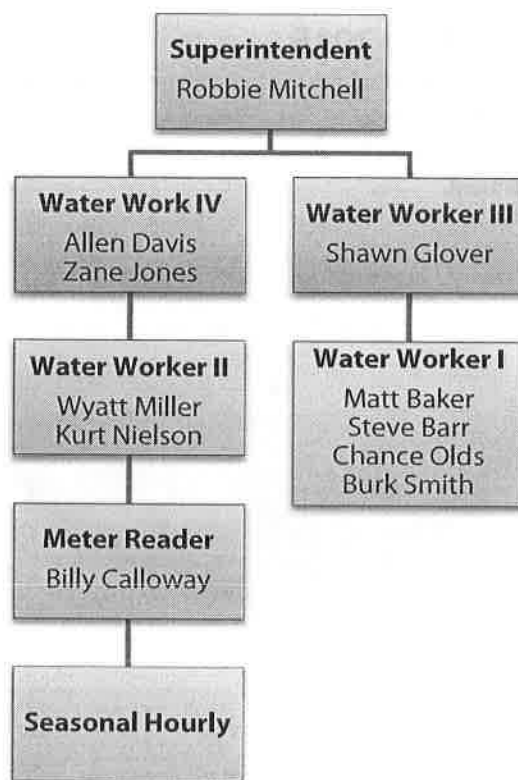 Superintendent
Robbie Mitchell
Water Work IV
Allen Davis
Zane Jones
Water Worker III
Shawn Glover
Water Worker II
Wyatt Miller
Kurt Nielson
Water Worker I
Matt Baker
Steve Barr
Chance Olds
Burk Smith
Meter Reader
Billy Calloway
Seasonal Hourly